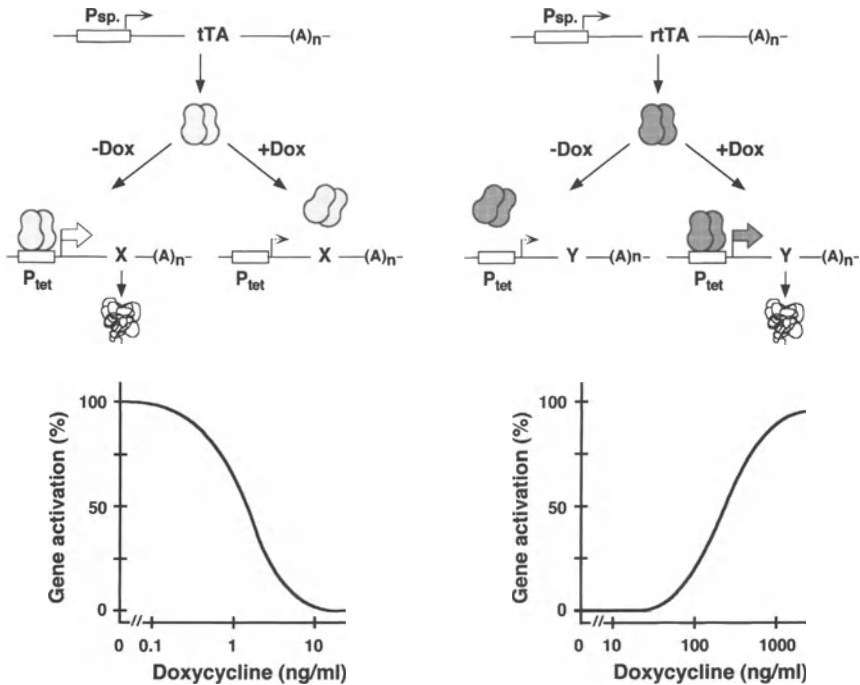 Psp.
tTA
(A)n-
-Dox
+Dox
X
(A)n-
X
(A)n-
Ptet
Ptet
Psp.
rtTA
(A)n-
-Dox
+Dox
Y
(A)n-
Y
(A)n-
Ptet
Ptet
Gene activation (%)
100
50
0
0
0.1
1
10
Doxycycline (ng/ml)
Gene activation (%)
100
50
0
0
10
100
1000
Doxycycline (ng/ml)